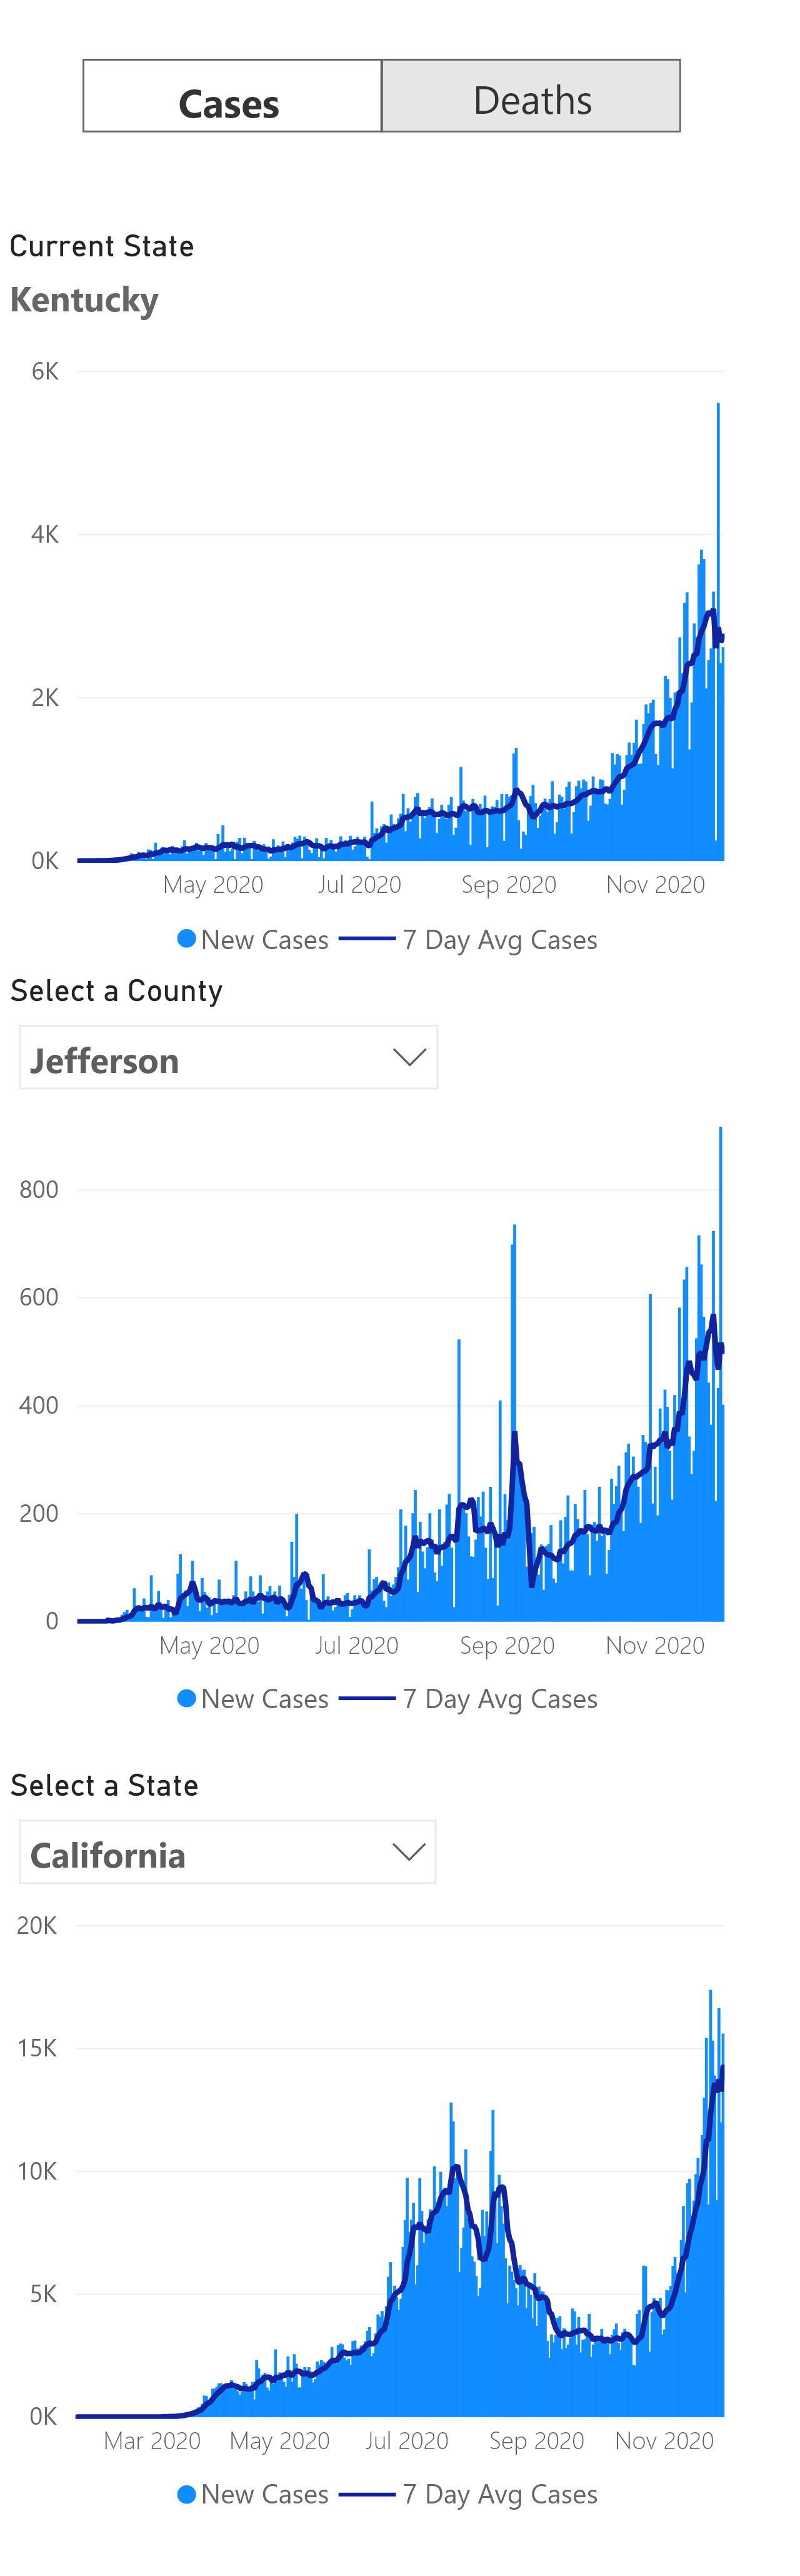 Cases Deaths
Current State
Kentucky
6K
4K
2K
0K
May 2020 Jul 2020 Sep 2020 Nov 2020
New Cases 7 Day Avg Cases
Select a County
Jefferson
800
600
400
200
0
May 2020 Jul 2020 Sep 2020 Nov 2020
New Cases 7 Day Avg Cases
Select a State
California
20K
15K
10K
5K
0K
Mar 2020 May 2020 Jul 2020 Sep 2020 Nov 2020
New Cases 7 Day Avg Cases